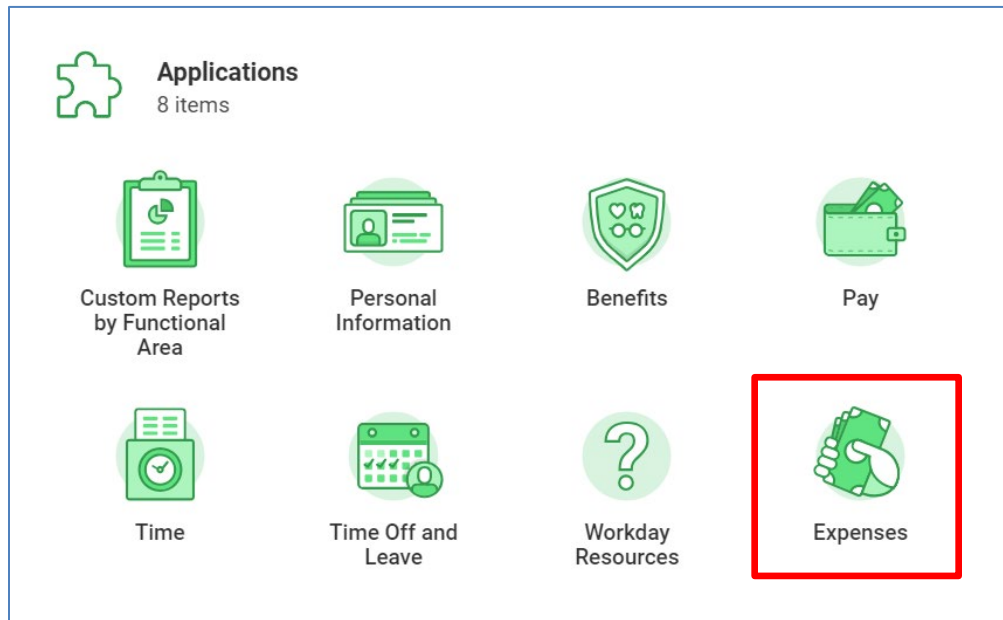 Applications
8 items
Custom Reports
by Functional
Area
Personal
Information
Benefits
Pay
Time
Time Off and
Leave
Workday
Resources
Expenses